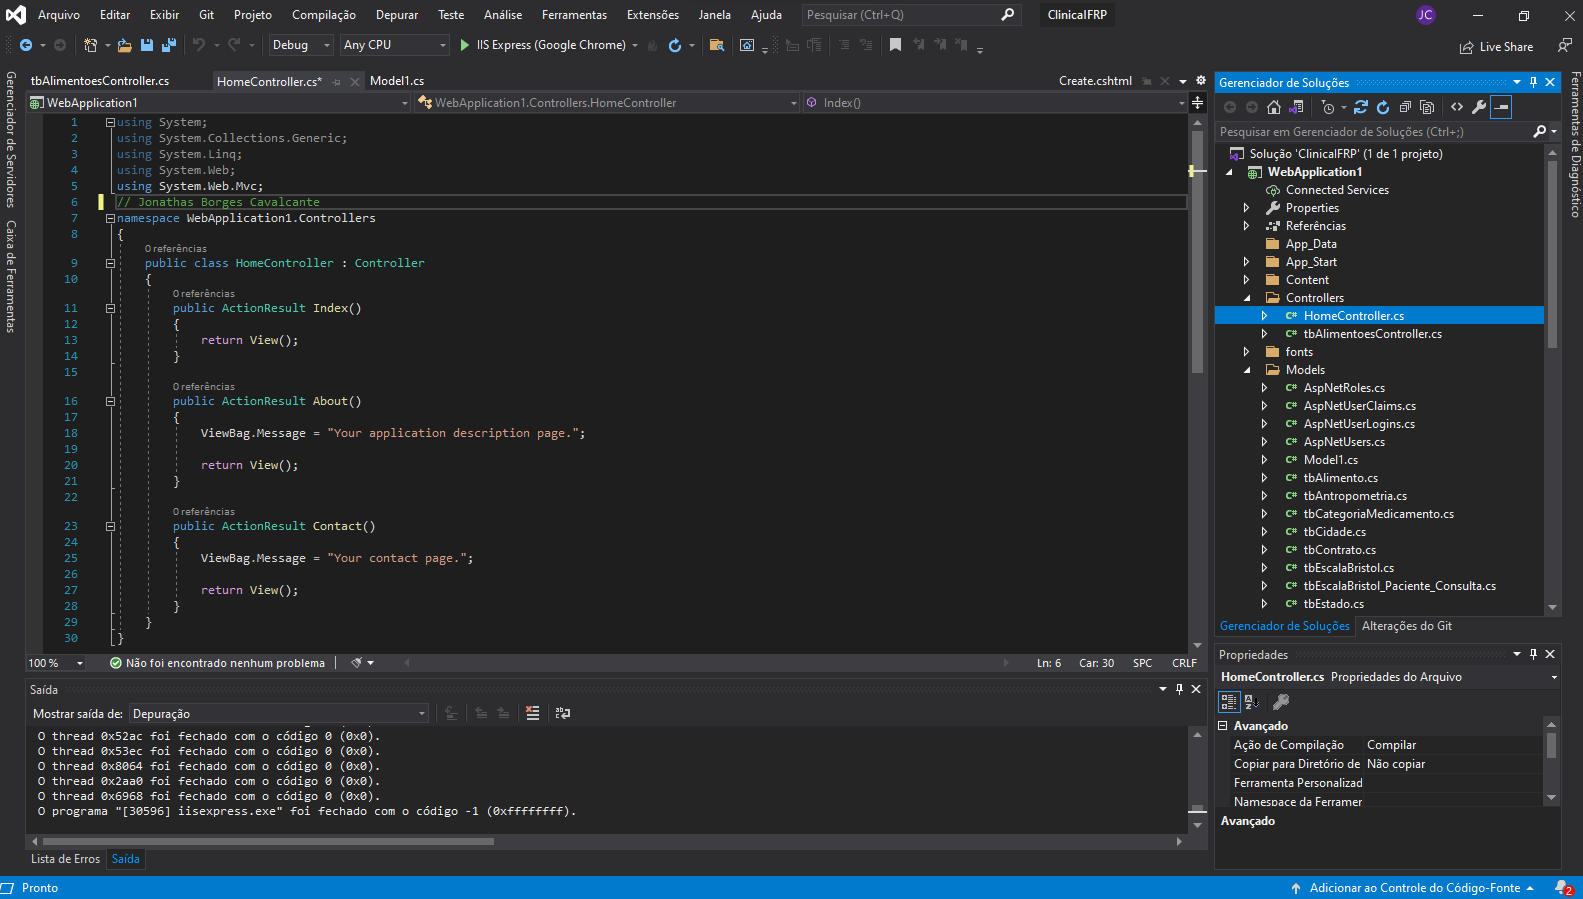 Arquivo Editar Exibir Git Projeto Compilação Depurar Teste Análise Ferramentas Extensões Janela Ajuda Pesquisar (Ctrl+Q) ClinicalFRP JC
Debug Any CPU IIS Express (Google Chrome) Live Share
Gerenciador de Servidores
Caixa de Ferramentas
tbAlimentoesController.cs HomeController.cs* Model1.cs Create.cshtml
WebApplication1 WebApplication1.Controllers.HomeController Index()
1 using System;
2 using System.Collections.Generic;
3 using System.Linq;
4 using System.Web;
5 using System.Web.Mvc;
6 // Jonathas Borges Cavalcante
7 namespace WebApplication1.Controllers
8 {
0 referências
9 public class HomeController : Controller
10 {
0 referências
11 public ActionResult Index()
12 {
13 return View();
14 }
15
0 referências
16 public ActionResult About()
17 {
18 ViewBag.Message = "Your application description page.";
19
20 return View();
21 }
22
0 referências
23 public ActionResult Contact()
24 {
25 ViewBag.Message = "Your contact page.";
26
27 return View();
28 }
29 }
30 }
100 % Não foi encontrado nenhum problema Ln: 6 Car: 30 SPC CRLF
Saída
Mostrar saída de: Depuração
O thread 0x52ac foi fechado com o código 0 (0x0).
O thread 0x53ec foi fechado com o código 0 (0x0).
O thread 0x8064 foi fechado com o código 0 (0x0).
O thread 0x2aa0 foi fechado com o código 0 (0x0).
O thread 0x6968 foi fechado com o código 0 (0x0).
O programa "[30596] iisexpress.exe" foi fechado com o código -1 (0xffffffff).
Lista de Erros Saída
Gerenciador de Soluções
Pesquisar em Gerenciador de Soluções (Ctrl+;)
Solução 'ClinicalFRP' (1 de 1 projeto)
WebApplication1
Connected Services
Properties
Referências
App_Data
App_Start
Content
Controllers
C# HomeController.cs
C# tbAlimentoesController.cs
fonts
Models
C# AspNetRoles.cs
C# AspNetUserClaims.cs
C# AspNetUserLogins.cs
C# AspNetUsers.cs
C# Model1.cs
C# tbAlimento.cs
C# tbAntropometria.cs
C# tbCategoriaMedicamento.cs
C# tbCidade.cs
C# tbContrato.cs
C# tbEscalaBristol.cs
C# tbEscalaBristol_Paciente_Consulta.cs
C# tbEstado.cs
Gerenciador de Soluções Alterações do Git
Propriedades
HomeController.cs Propriedades do Arquivo
Avançado
Ação de Compilação Compilar
Copiar para Diretório de Não copiar
Ferramenta Personalizad
Namespace da Ferramer
Avançado
Ferramentas de Diagnóstico
Pronto Adicionar ao Controle do Código-Fonte 2